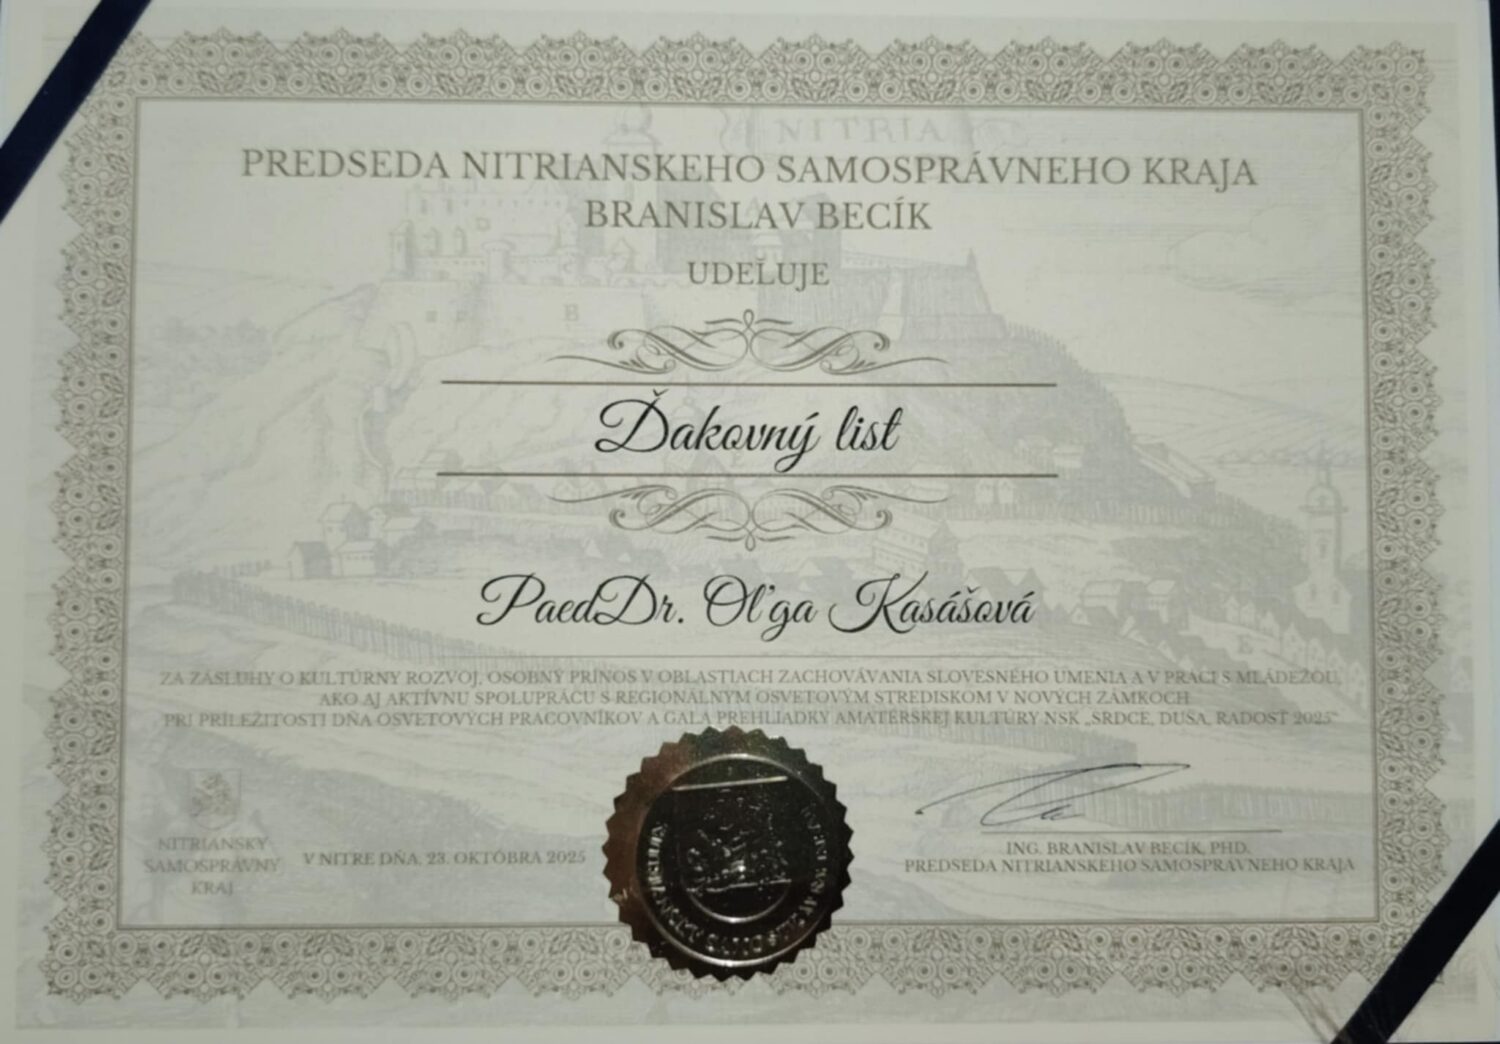 NITRIA
PREDSEDA NITRIANSKEHO SAMOSPRÁVNEHO KRAJA
BRANISLAV BECÍK
UDEĽUJE
B
Ďakovný list
PaedDr. Oľga Kasášová
ZA ZÁSLUHY O KULTÚRNY ROZVOJ, OSOBNÝ PRÍNOS V OBLASTIACH ZACHOVÁVANIA SLOVESNÉHO UMENIA A V PRÁCI S MLÁDEŽOU,
AKO AJ AKTÍVNU SPOLUPRÁCU S REGIONÁLNYM OSVETOVÝM STREDISKOM V NOVÝCH ZÁMKOCH
PRI PRÍLEŽITOSTI DŇA OSVETOVÝCH PRACOVNÍKOV A GALA PREHLIADKY AMATÉRSKEJ KULTÚRY NSK „SRDCE, DUŠA, RADOSŤ 2025“
NITRIANSKY
SAMOSPRÁVNY
KRAJ
V NITRE DŇA, 23. OKTÓBRA 2025
ING. BRANISLAV BECÍK, PHD.
PREDSEDA NITRIANSKEHO SAMOSPRÁVNEHO KRAJA